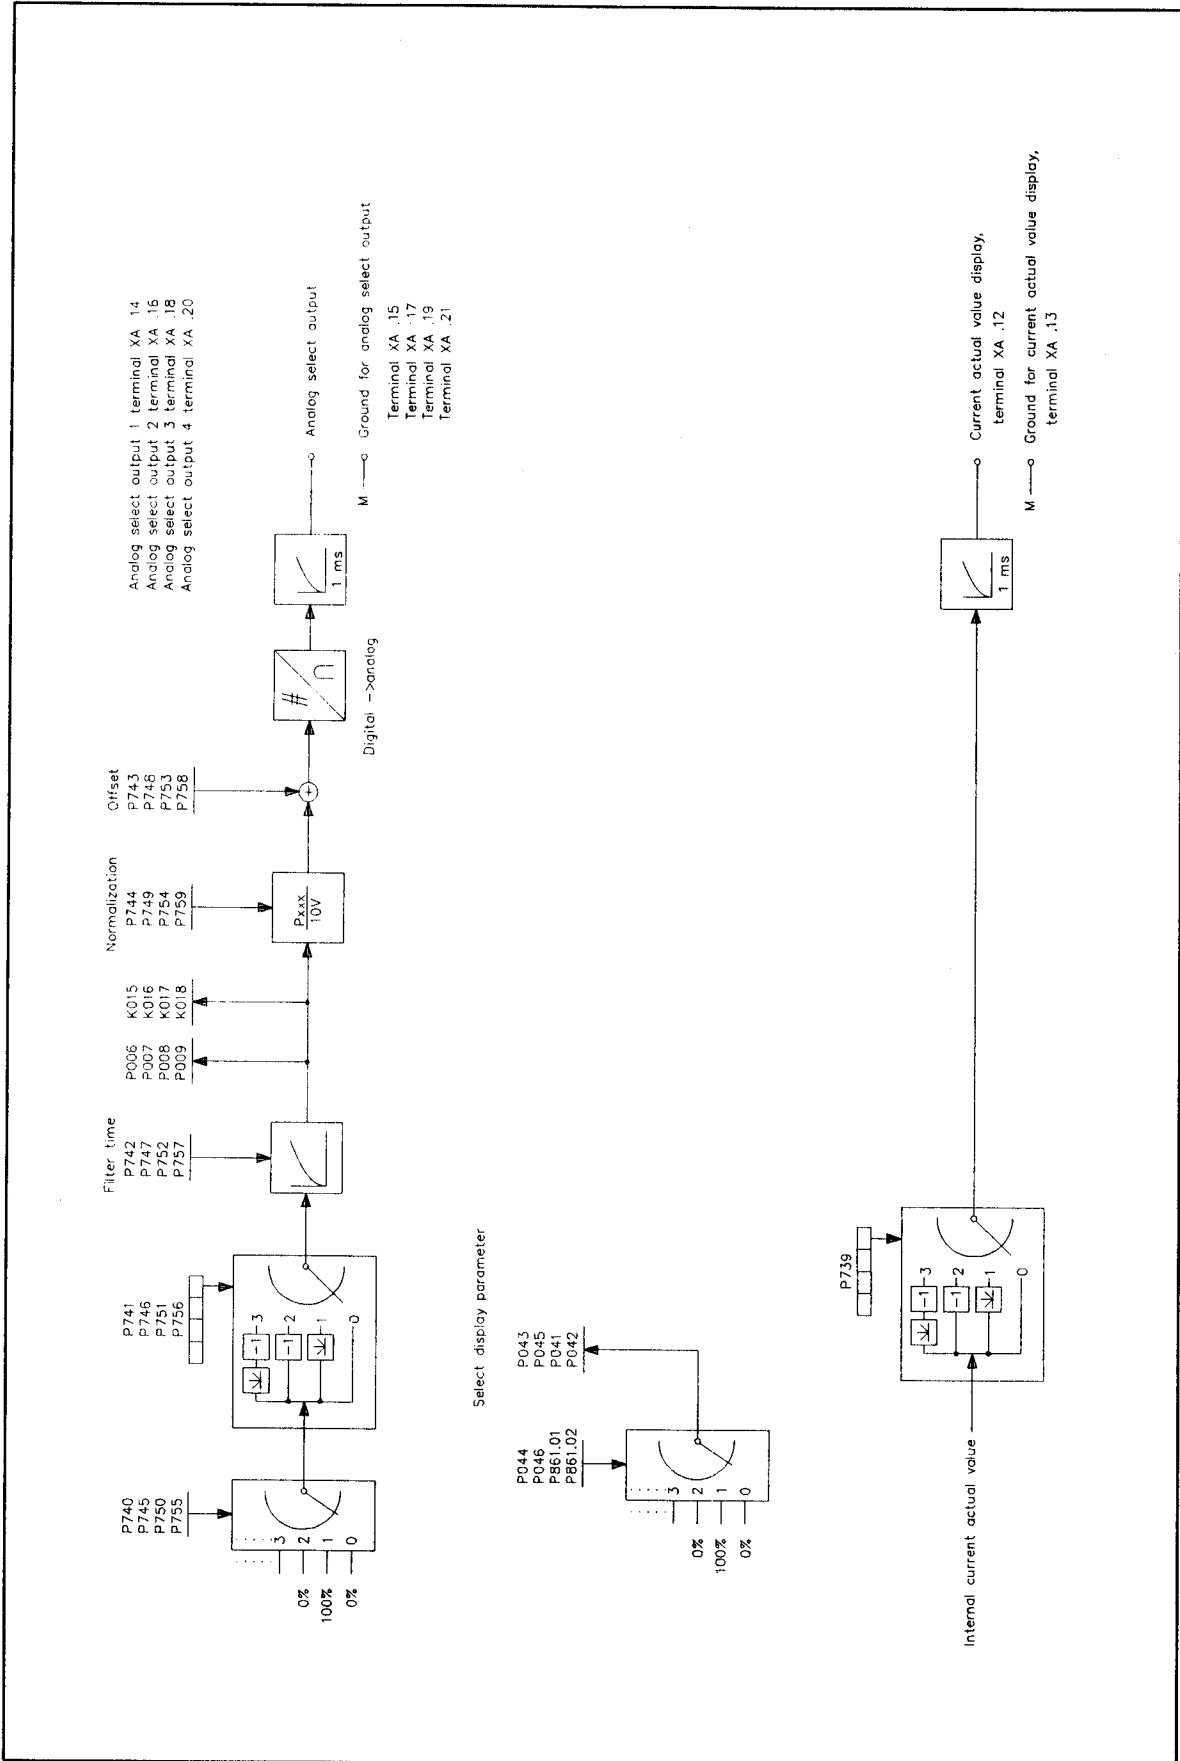 Analog select output 1 terminal XA 14
Analog select output 2 terminal XA .16
Analog select output 3 terminal XA .18
Analog select output 4 terminal XA .20
Filter time
P742
P747
P752
P757
Normalization
P744
P749
P754
P759
Offset
P743
P748
P753
P758
P740
P745
P750
P755
P741
P746
P751
P756
P006
P007
P008
P009
K015
K016
K017
K018
3
2
1
0
0%
100%
0%
-1
3
-1
2
1
0
Pxxx
10V
#
∩
Digital ->analog
1 ms
Analog select output
M
Ground for analog select output
Terminal XA .15
Terminal XA .17
Terminal XA .19
Terminal XA .21
Select display parameter
P044
P046
P861.01
P861.02
P043
P045
P041
P042
3
2
1
0
0%
100%
0%
P739
Internal current actual value
-1
3
-1
2
1
0
1 ms
Current actual value display,
terminal XA .12
M
Ground for current actual value display,
terminal XA .13